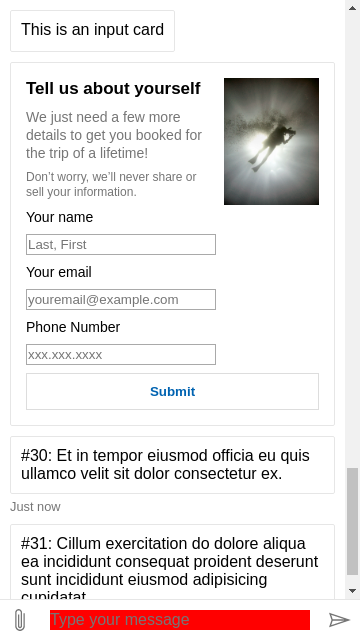 This is an input card
Tell us about yourself
We just need a few more
details to get you booked for
the trip of a lifetime!
Don't worry, we'll never share or
sell your information.
Your name
Last, First
Your email
youremail@example.com
Phone Number
xxx.xxx.xxxx
Submit
#30: Et in tempor eiusmod officia eu quis
ullamco velit sit dolor consectetur ex.
Just now
#31: Cillum exercitation do dolore aliqua
ea incididunt consequat proident deserunt
sunt incididunt eiusmod adipisicing
cupidatat
Type your message